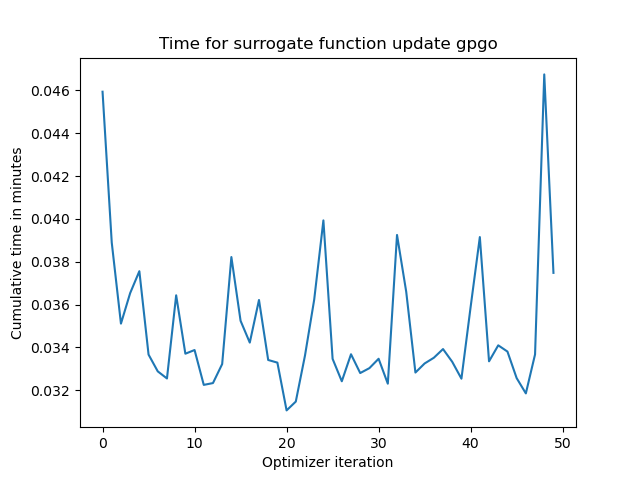 Time for surrogate function update gpgo
Cumulative time in minutes
0.046
0.044
0.042
0.040
0.038
0.036
0.034
0.032
0 10 20 30 40 50
Optimizer iteration